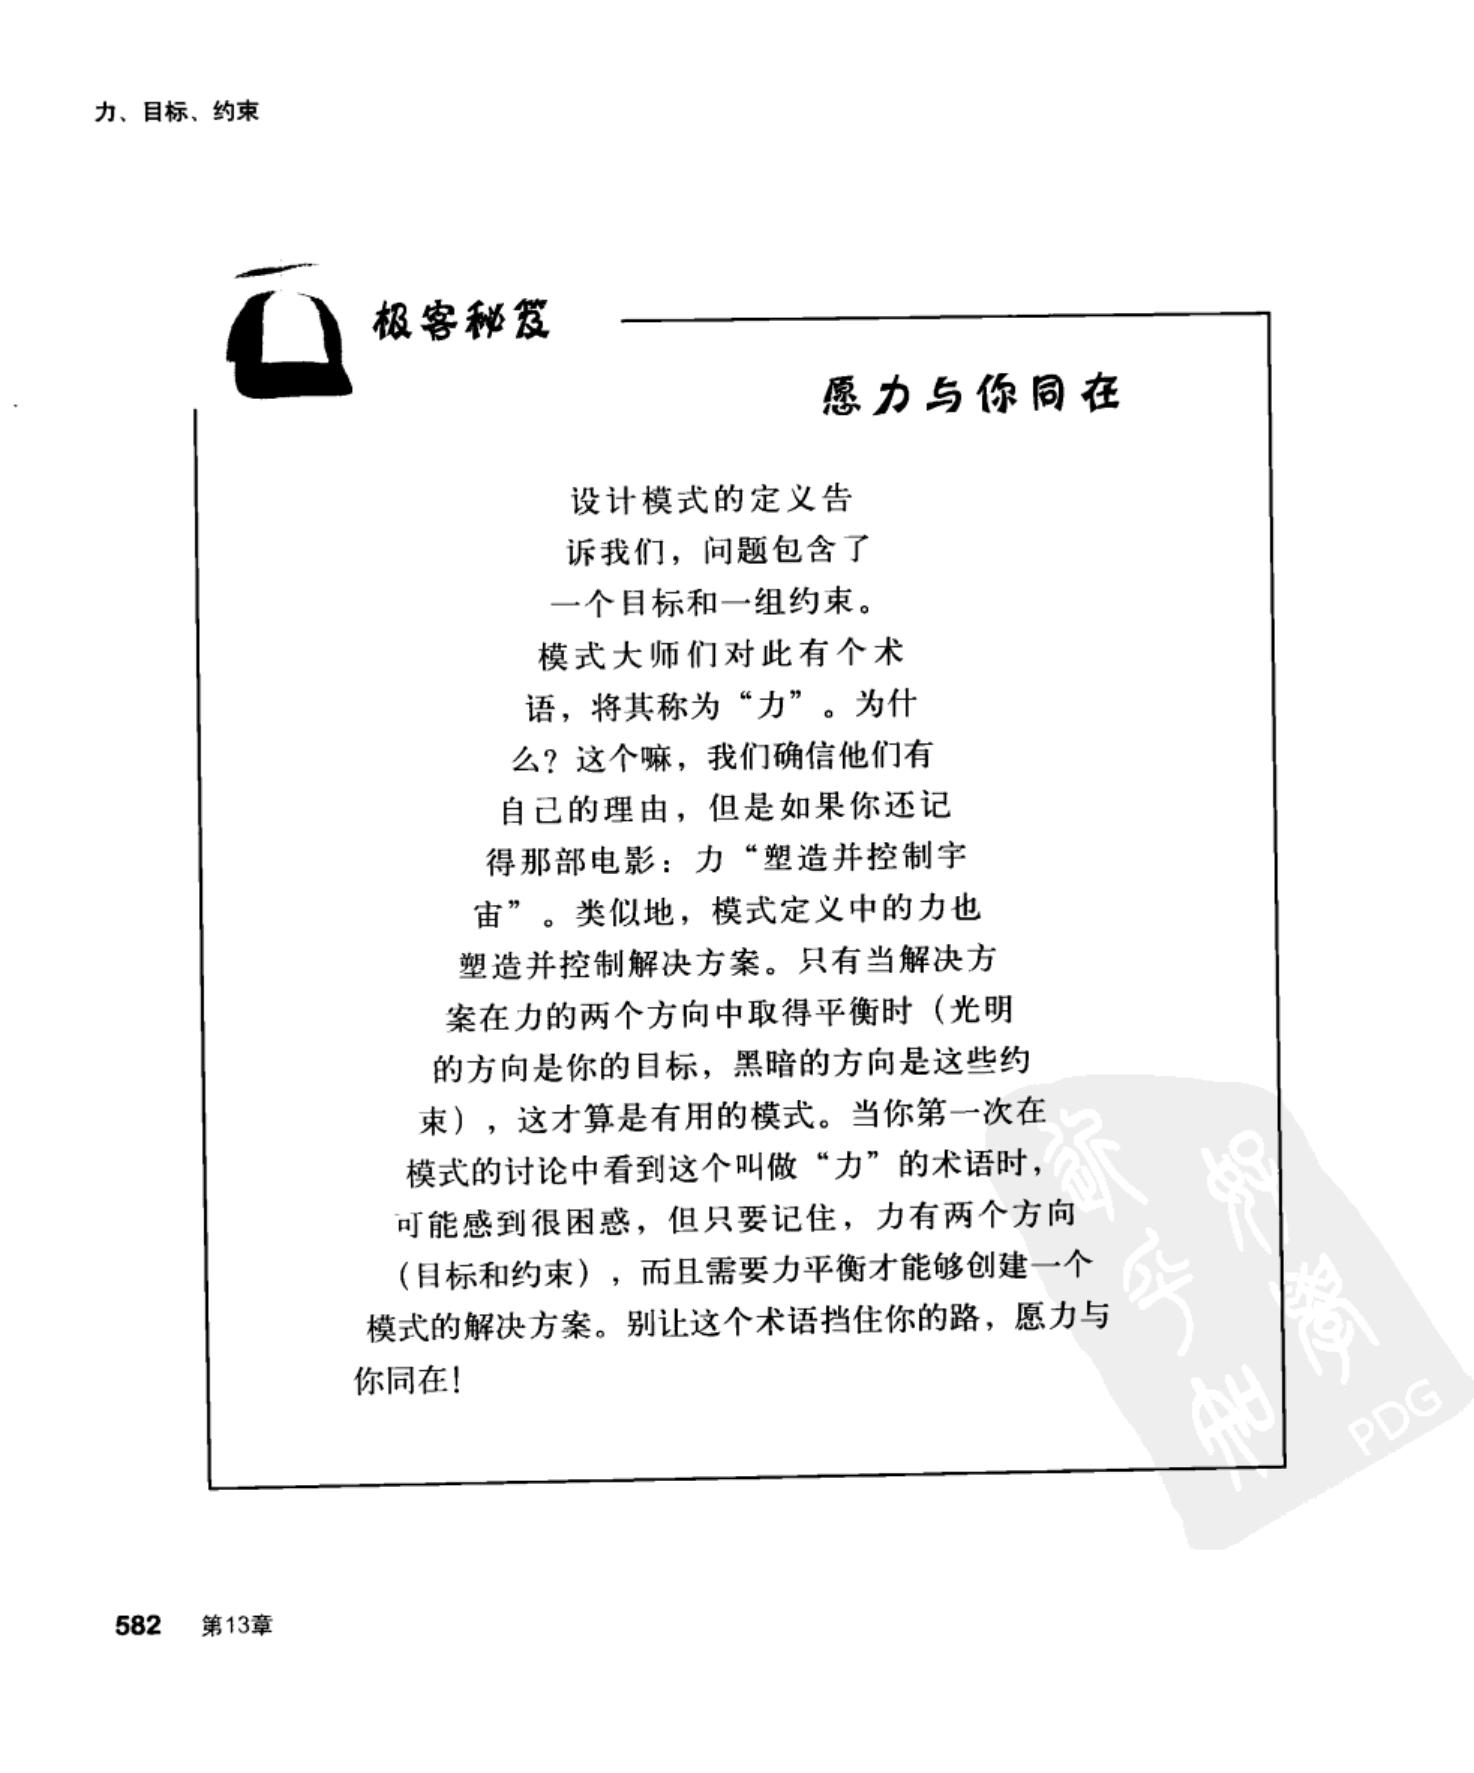 力、目标、约束
极客秘笈
愿力与你同在
设计模式的定义告
诉我们，问题包含了
一个目标和一组约束。
模式大师们对此有个术
语，将其称为“力”。为什
么？这个嘛，我们确信他们有
自己的理由，但是如果你还记
得那部电影：力“塑造并控制宇
宙”。类似地，模式定义中的力也
塑造并控制解决方案。只有当解决方
案在力的两个方向中取得平衡时（光明
的方向是你的目标，黑暗的方向是这些约
束），这才算是有用的模式。当你第一次在
模式的讨论中看到这个叫做“力”的术语时，
可能感到很困惑，但只要记住，力有两个方向
（目标和约束），而且需要力平衡才能够创建一个
模式的解决方案。别让这个术语挡住你的路，愿力与
你同在！
PDG
582 第13章